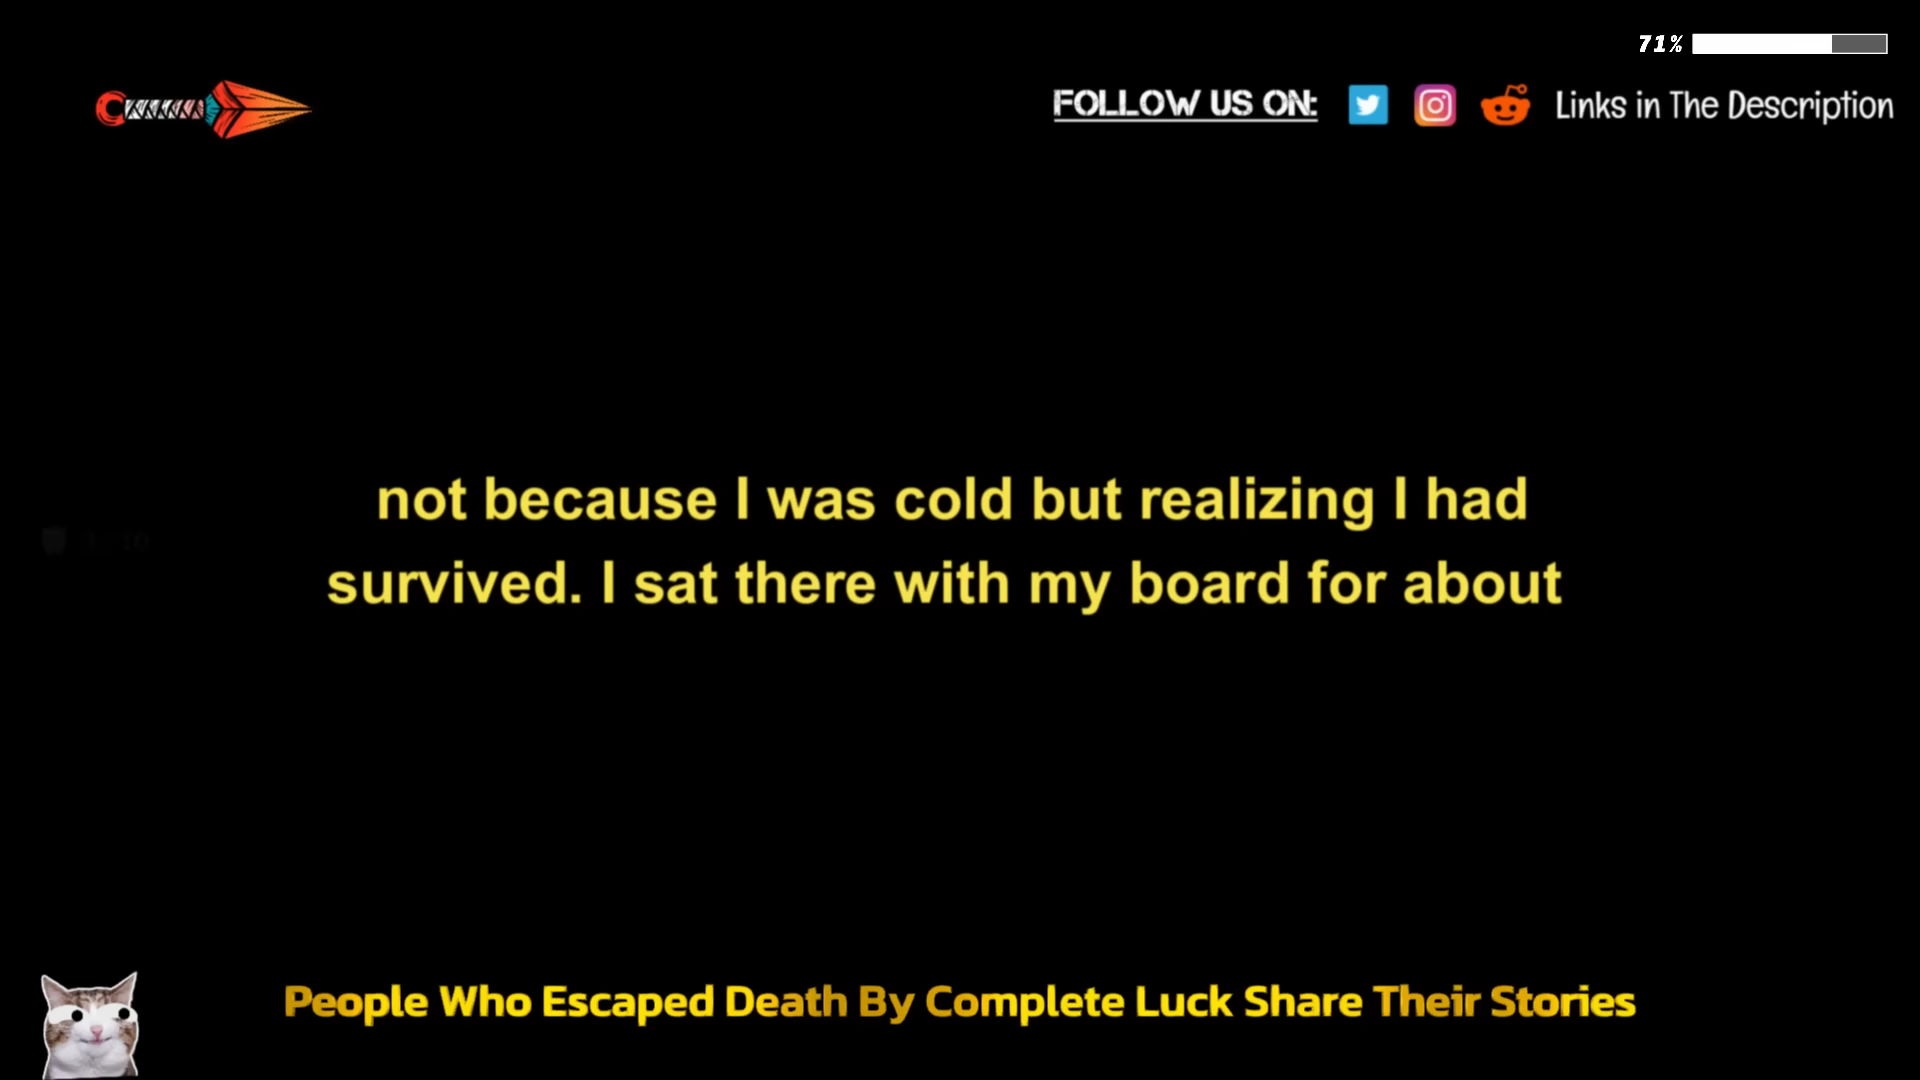 71%
FOLLOW US ON:
Links in The Description
not because I was cold but realizing I had
survived. I sat there with my board for about
People Who Escaped Death By Complete Luck Share Their Stories